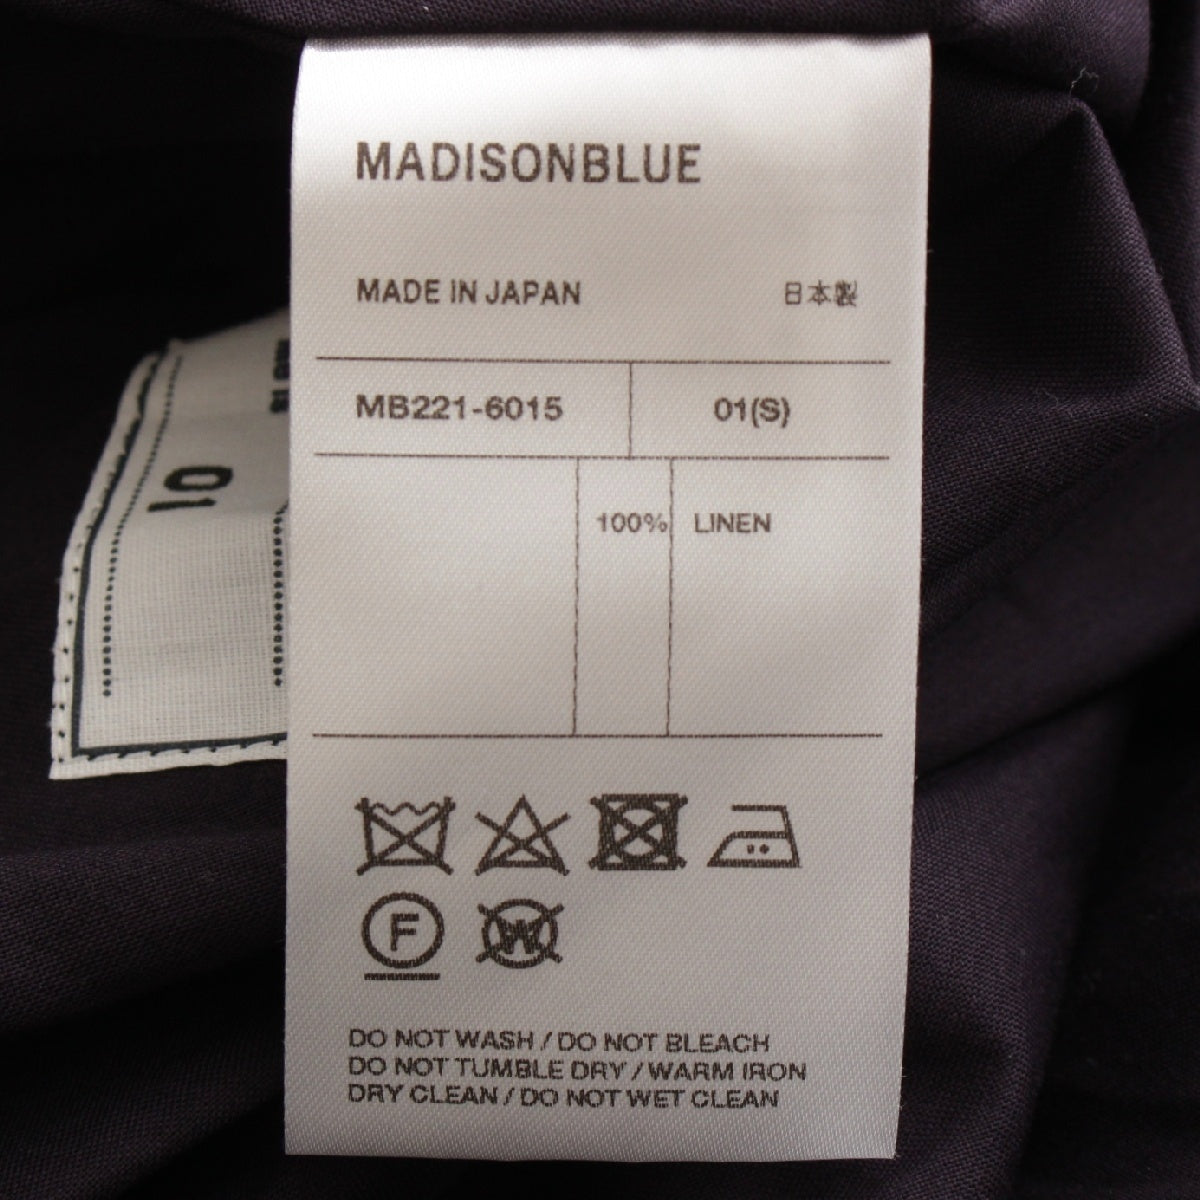 MADISONBLUE
MADE IN JAPAN 日本製
MB221-6015 01(S)
100% LINEN
F
W
DO NOT WASH / DO NOT BLEACH
DO NOT TUMBLE DRY / WARM IRON
DRY CLEAN / DO NOT WET CLEAN
01